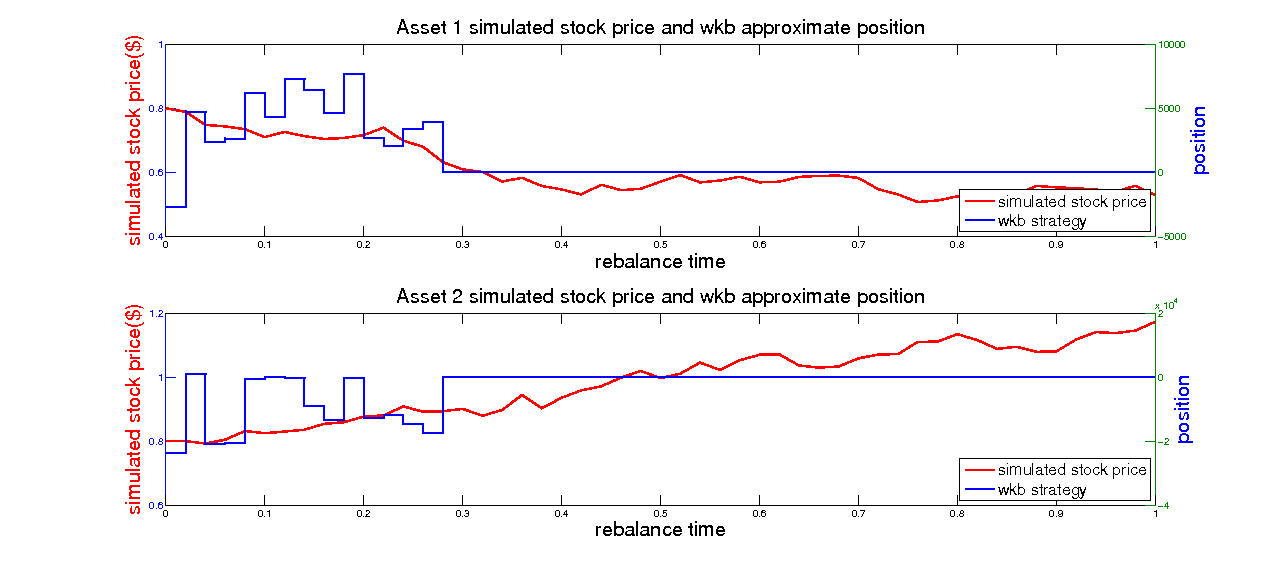 Asset 1 simulated stock price and wkb approximate position
simulated stock price($)
1
0.8
0.6
0.4
10000
5000
0
-5000
position
0 0.1 0.2 0.3 0.4 0.5 0.6 0.7 0.8 0.9 1
simulated stock price
wkb strategy
rebalance time
Asset 2 simulated stock price and wkb approximate position
simulated stock price($)
1.2
1
0.8
0.6
x 10^4
2
0
-2
-4
position
simulated stock price
wkb strategy
0 0.1 0.2 0.3 0.4 0.5 0.6 0.7 0.8 0.9 1
rebalance time